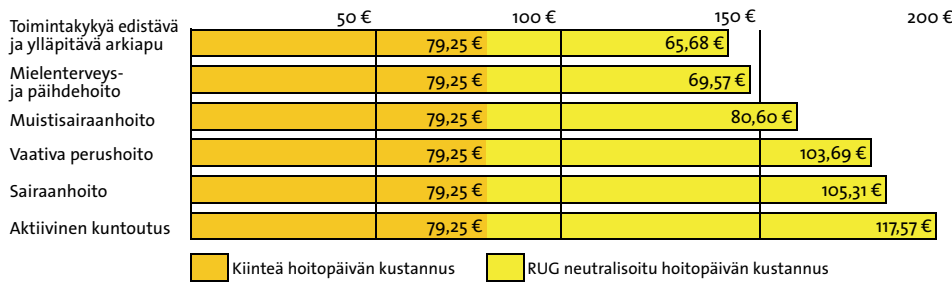 50 € 100 € 150 € 200 €
Toimintakykyä edistävä
ja ylläpitävä arkiapu 79,25 € 65,68 €
Mielenterveys-
ja päihdehoito 79,25 € 69,57 €
Muistisairaanhoito 79,25 € 80,60 €
Vaativa perushoito 79,25 € 103,69 €
Sairaanhoito 79,25 € 105,31 €
Aktiivinen kuntoutus 79,25 € 117,57 €
Kiinteä hoitopäivän kustannus RUG neutralisoitu hoitopäivän kustannus